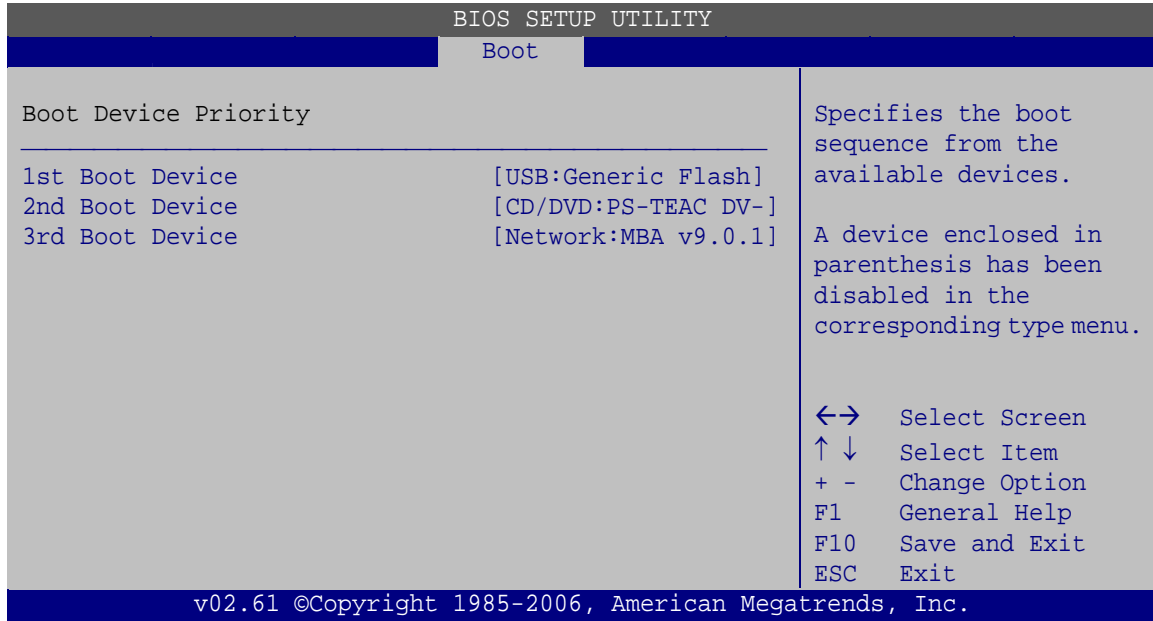 BIOS SETUP UTILITY
Boot
Boot Device Priority
1st Boot Device [USB:Generic Flash]
2nd Boot Device [CD/DVD:PS-TEAC DV-]
3rd Boot Device [Network:MBA v9.0.1]
Specifies the boot
sequence from the
available devices.
A device enclosed in
parenthesis has been
disabled in the
corresponding type menu.
←→ Select Screen
↑ ↓ Select Item
+ - Change Option
F1 General Help
F10 Save and Exit
ESC Exit
v02.61 ©Copyright 1985-2006, American Megatrends, Inc.